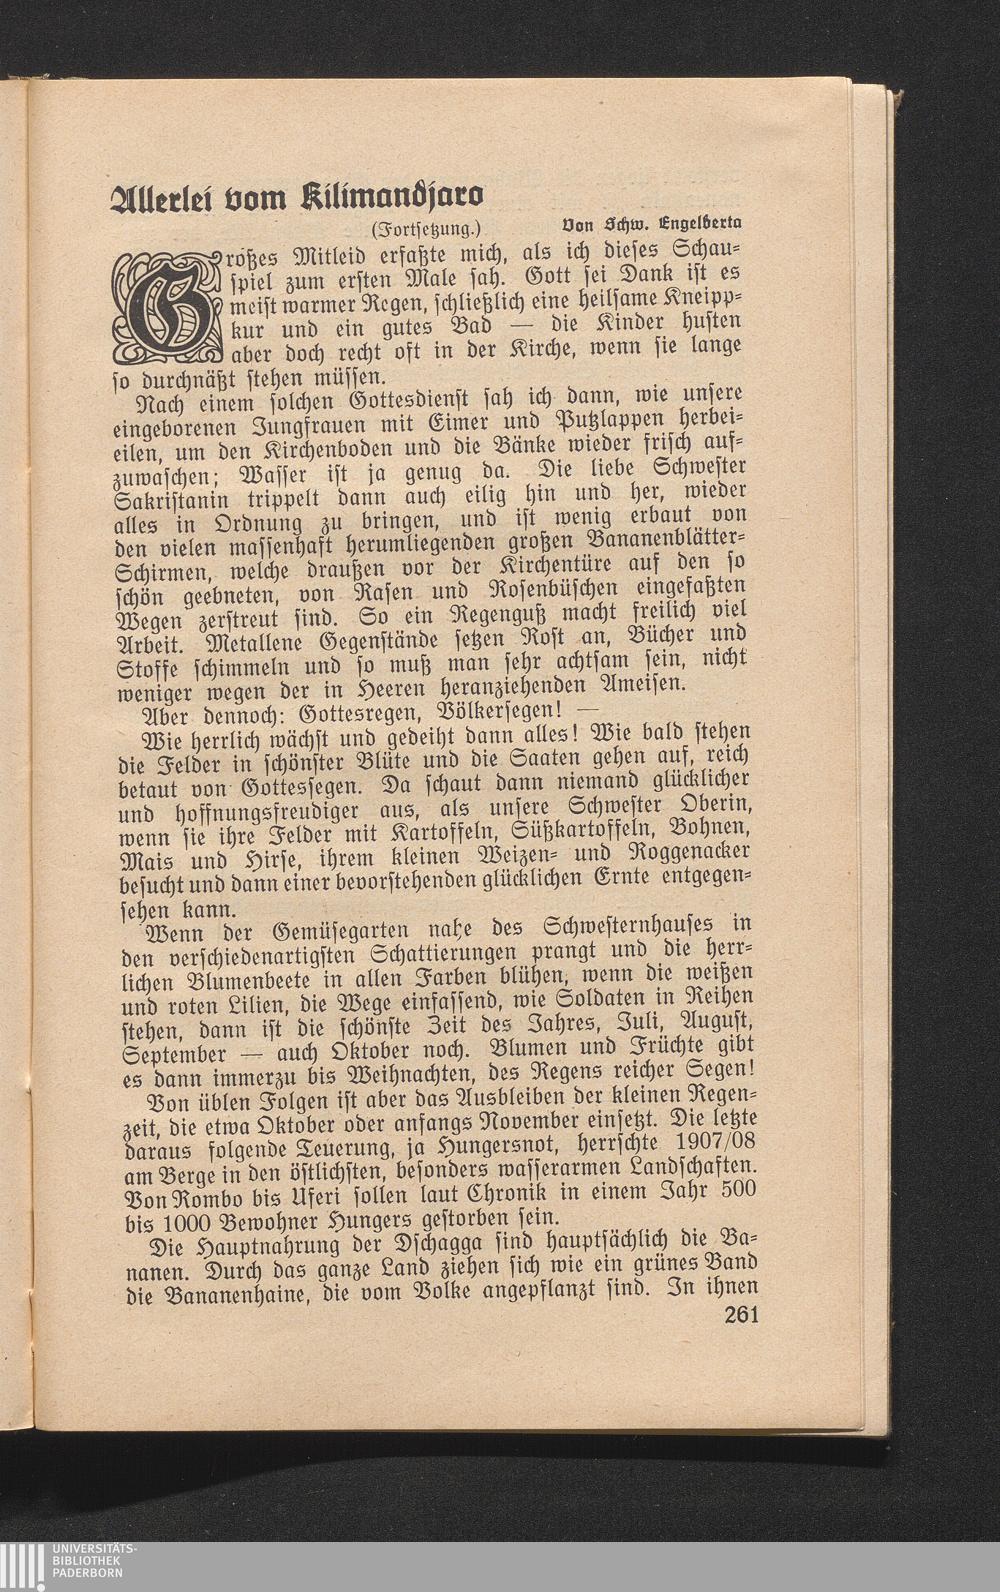 Allerlei vom Kilimandjaro
(Fortsetzung.) Von Schw. Engelberta
Großes Mitleid erfaßte mich, als ich dieses Schau-
spiel zum ersten Male sah. Gott sei Dank ist es
meist warmer Regen, schließlich eine heilsame Kneipp-
kur und ein gutes Bad — die Kinder husten
aber doch recht oft in der Kirche, wenn sie lange
so durchnäßt stehen müssen.
Nach einem solchen Gottesdienst sah ich dann, wie unsere
eingeborenen Jungfrauen mit Eimer und Putzlappen herbei-
eilen, um den Kirchenboden und die Bänke wieder frisch auf-
zuwaschen; Wasser ist ja genug da. Die liebe Schwester
Sakristanin trippelt dann auch eilig hin und her, wieder
alles in Ordnung zu bringen, und ist wenig erbaut von
den vielen massenhaft herumliegenden großen Bananenblätter-
Schirmen, welche draußen vor der Kirchentüre auf den so
schön geebneten, von Rasen und Rosenbüschen eingefaßten
Wegen zerstreut sind. So ein Regenguß macht freilich viel
Arbeit. Metallene Gegenstände setzen Rost an, Bücher und
Stoffe schimmeln und so muß man sehr achtsam sein, nicht
weniger wegen der in Heeren heranziehenden Ameisen.
Aber dennoch: Gottesregen, Völkersegen! —
Wie herrlich wächst und gedeiht dann alles! Wie bald stehen
die Felder in schönster Blüte und die Saaten gehen auf, reich
betaut von Gottessegen. Da schaut dann niemand glücklicher
und hoffnungsfreudiger aus, als unsere Schwester Oberin,
wenn sie ihre Felder mit Kartoffeln, Süßkartoffeln, Bohnen,
Mais und Hirse, ihrem kleinen Weizen- und Roggenacker
besucht und dann einer bevorstehenden glücklichen Ernte entgegen-
sehen kann.
Wenn der Gemüsegarten nahe des Schwesternhauses in
den verschiedenartigsten Schattierungen prangt und die herr-
lichen Blumenbeete in allen Farben blühen, wenn die weißen
und roten Lilien, die Wege einfassend, wie Soldaten in Reihen
stehen, dann ist die schönste Zeit des Jahres, Juli, August,
September — auch Oktober noch. Blumen und Früchte gibt
es dann immerzu bis Weihnachten, des Regens reicher Segen!
Von üblen Folgen ist aber das Ausbleiben der kleinen Regen-
zeit, die etwa Oktober oder anfangs November einsetzt. Die letzte
daraus folgende Teuerung, ja Hungersnot, herrschte 1907/08
am Berge in den östlichsten, besonders wasserarmen Landschaften.
Von Rombo bis Useri sollen laut Chronik in einem Jahr 500
bis 1000 Bewohner Hungers gestorben sein.
Die Hauptnahrung der Dschagga sind hauptsächlich die Ba-
nanen. Durch das ganze Land ziehen sich wie ein grünes Band
die Bananenhaine, die vom Volke angepflanzt sind. In ihnen
261
UNIVERSITÄTS-
BIBLIOTHEK
PADERBORN